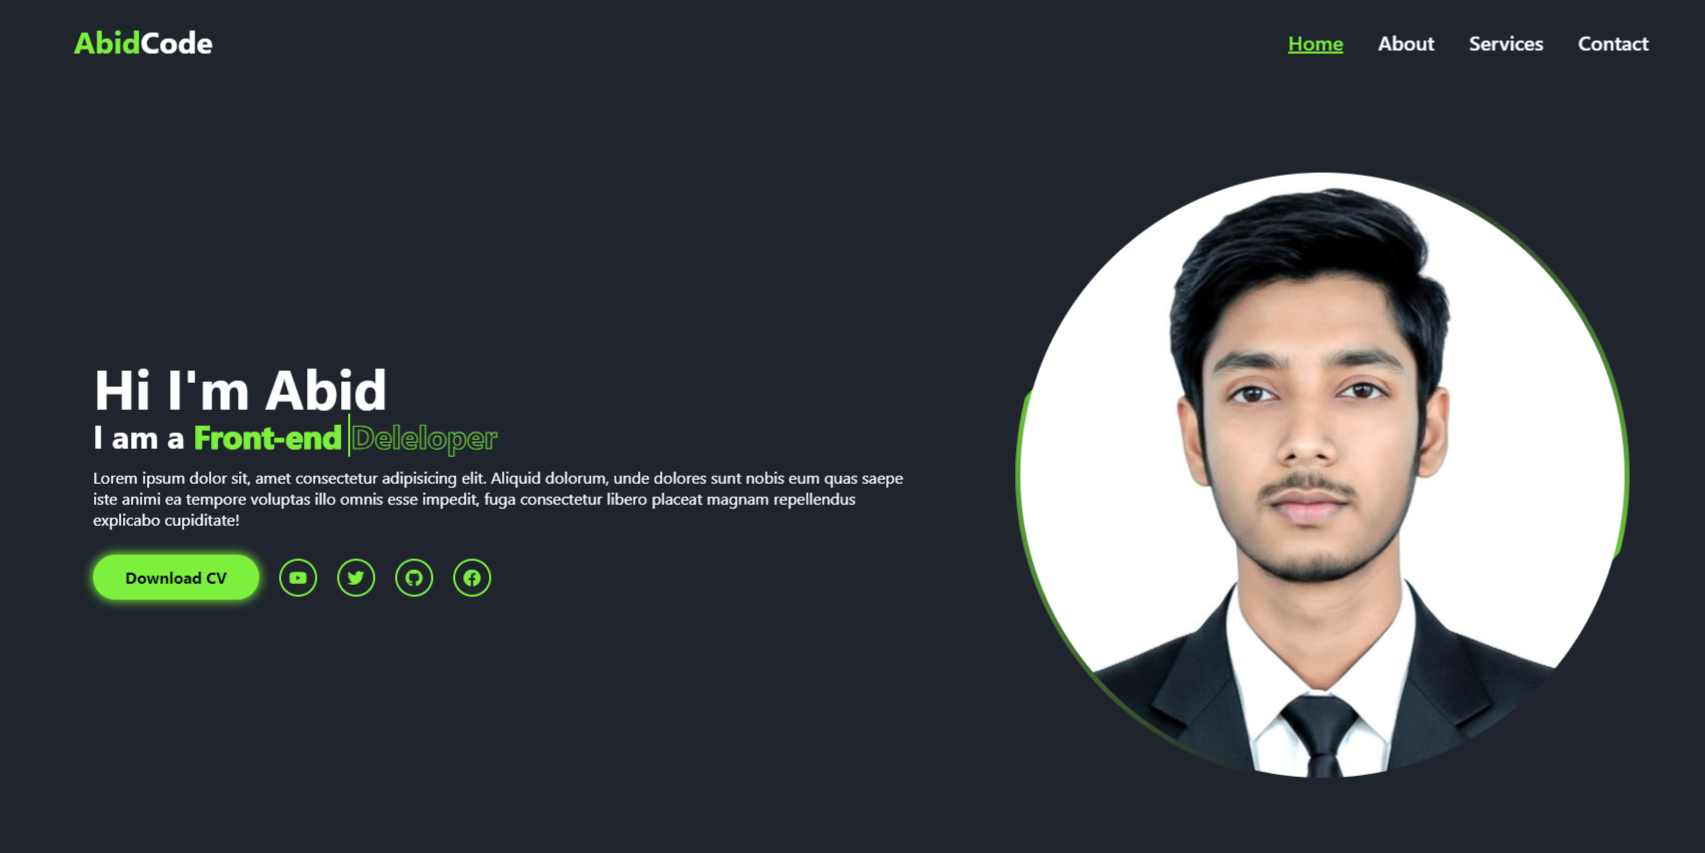 AbidCode
Home About Services Contact
Hi I'm Abid
I am a Front-end Deleloper
Lorem ipsum dolor sit, amet consectetur adipisicing elit. Aliquid dolorum, unde dolores sunt nobis eum quas saepe
iste animi ea tempore voluptas illo omnis esse impedit, fuga consectetur libero placeat magnam repellendus
explicabo cupiditate!
Download CV